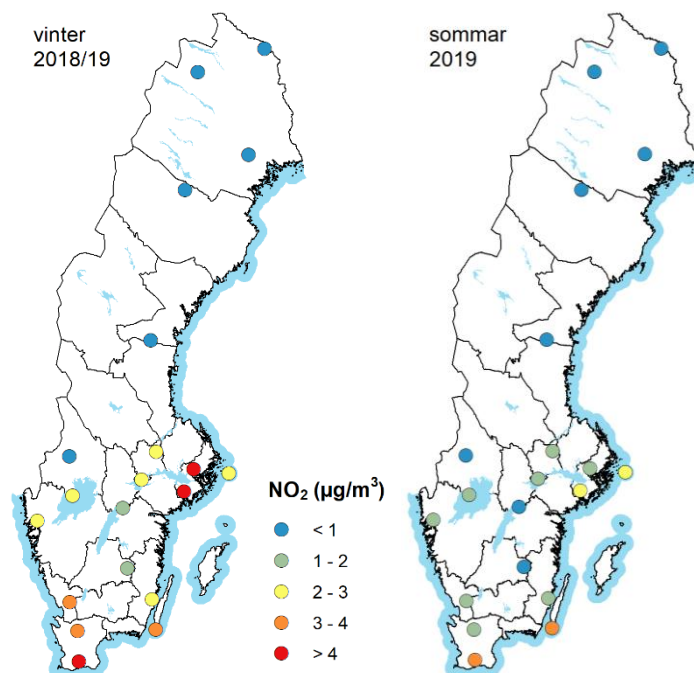 vinter
2018/19
sommar
2019
NO₂ (µg/m³)
< 1
1 - 2
2 - 3
3 - 4
> 4